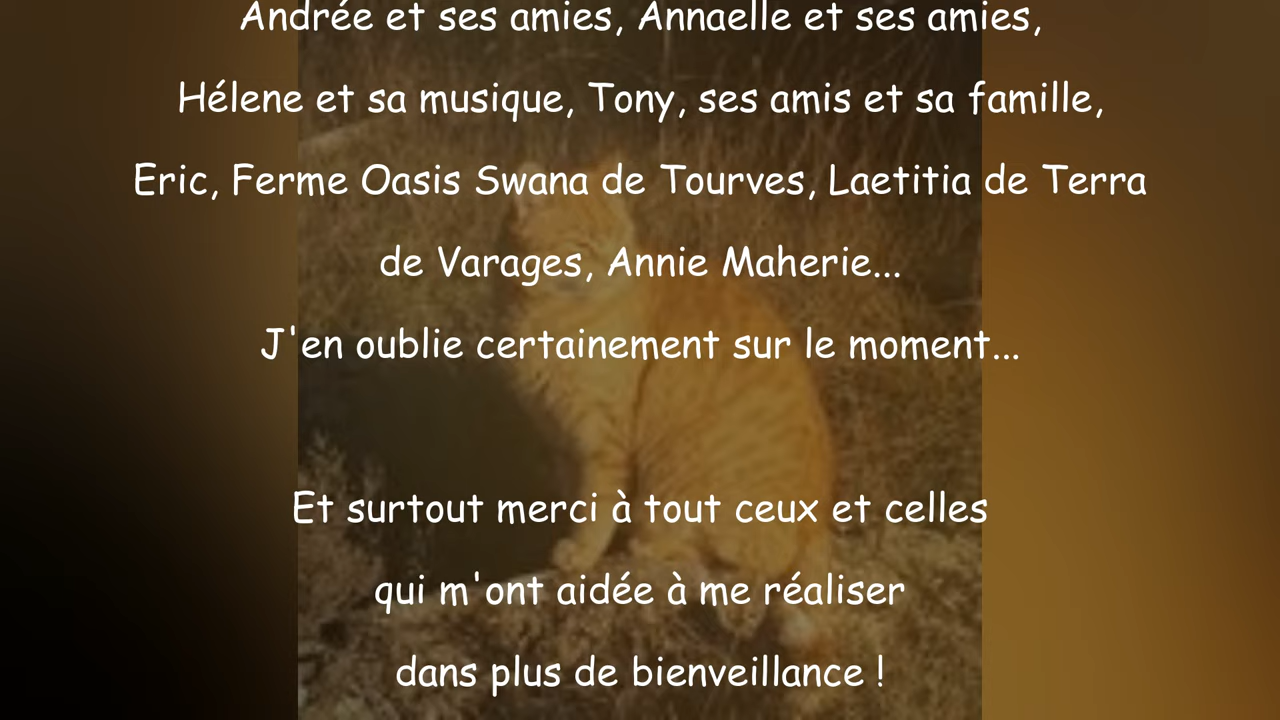 Andrée et ses amies, Annaelle et ses amies,
Hélene et sa musique, Tony, ses amis et sa famille,
Eric, Ferme Oasis Swana de Tourves, Laetitia de Terra
de Varages, Annie Maherie...
J'en oublie certainement sur le moment...
Et surtout merci à tout ceux et celles
qui m'ont aidée à me réaliser
dans plus de bienveillance !